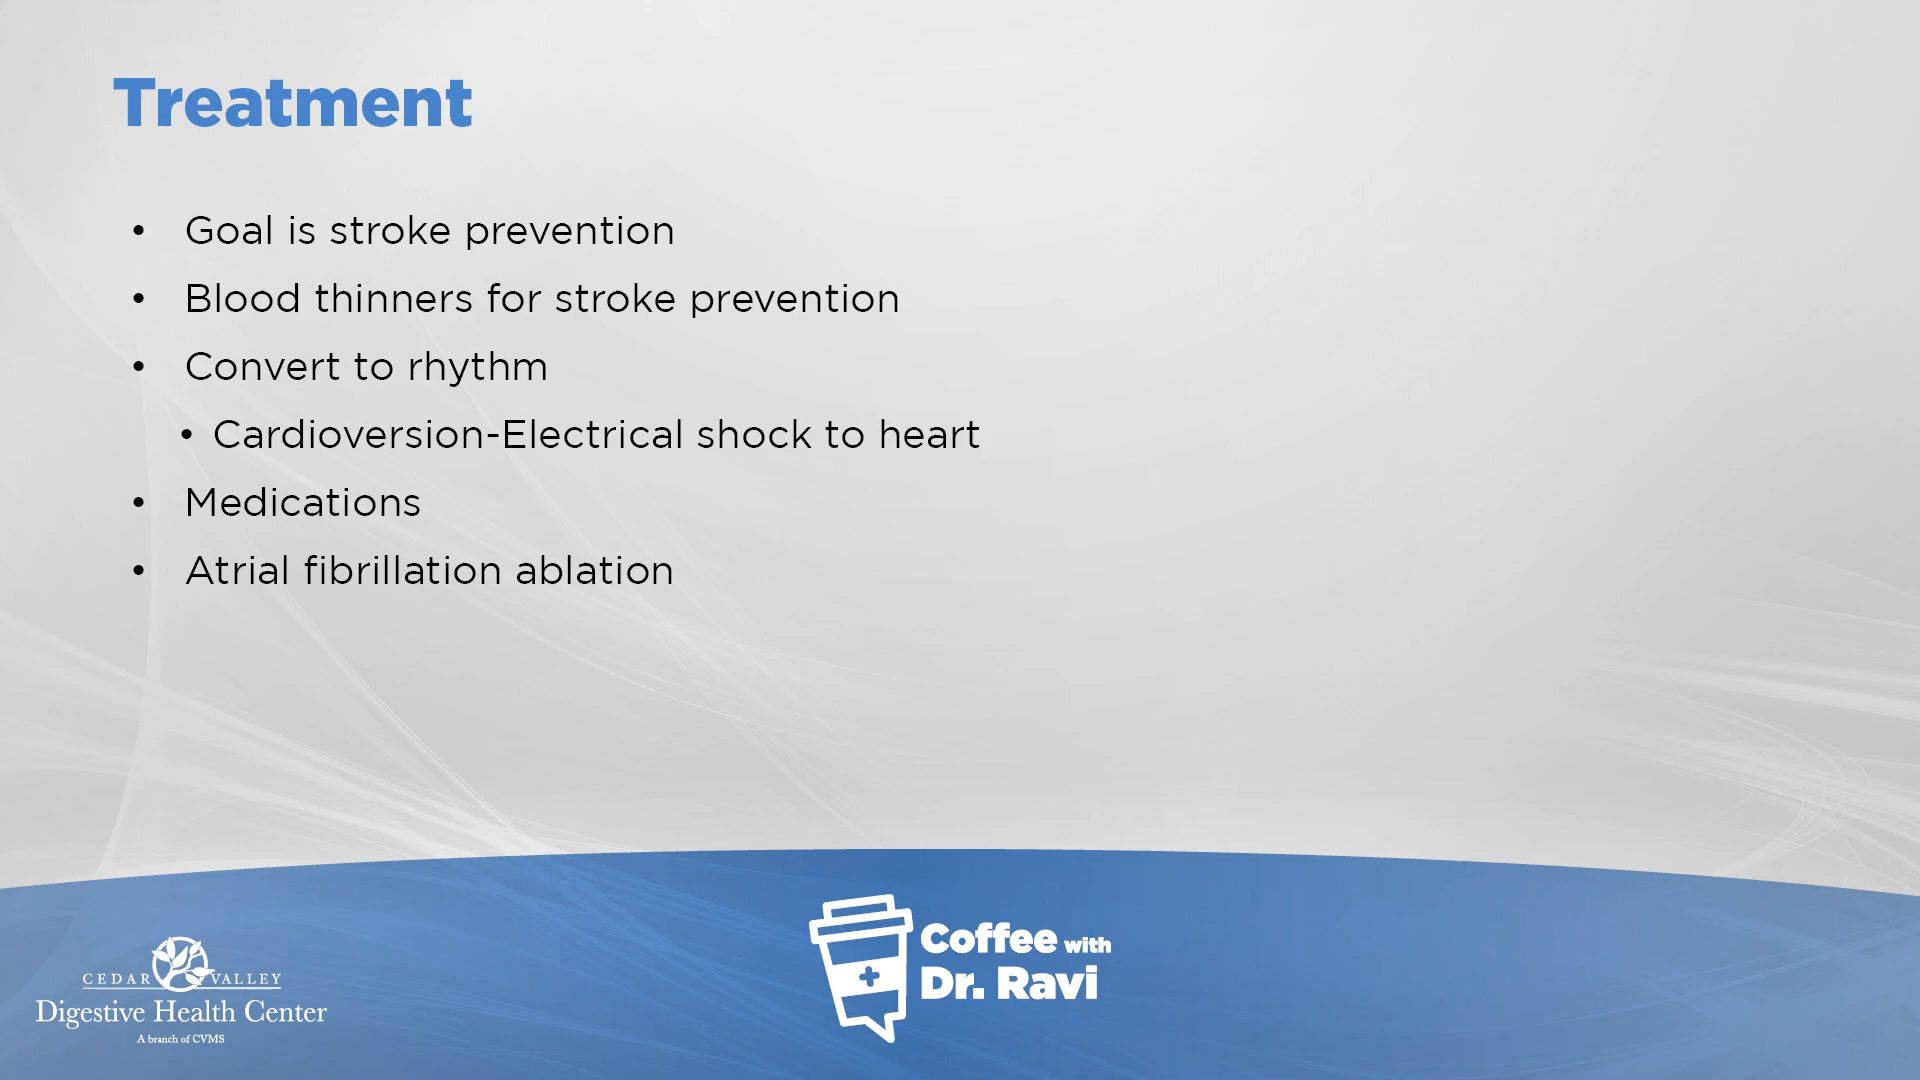 Treatment
• Goal is stroke prevention
• Blood thinners for stroke prevention
• Convert to rhythm
• Cardioversion-Electrical shock to heart
• Medications
• Atrial fibrillation ablation
CEDAR VALLEY
Digestive Health Center
A branch of CVMS
Coffee with
Dr. Ravi